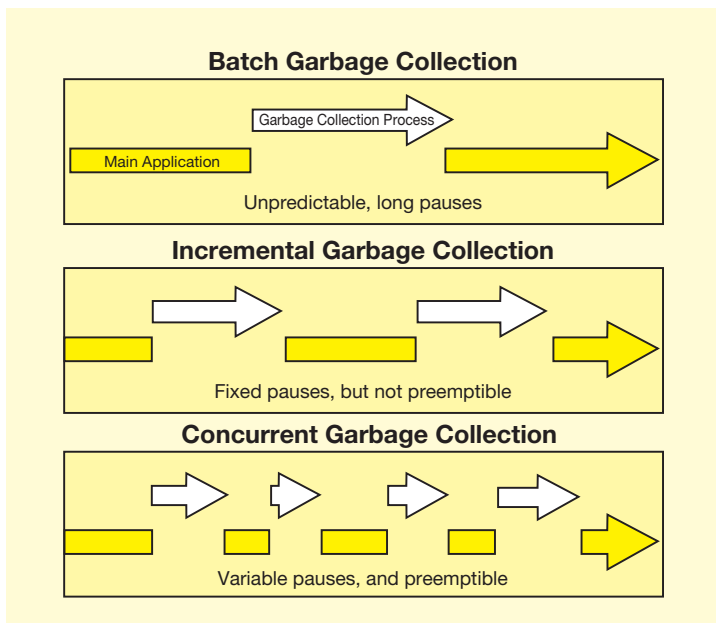 Batch Garbage Collection
Garbage Collection Process
Main Application
Unpredictable, long pauses
Incremental Garbage Collection
Fixed pauses, but not preemptible
Concurrent Garbage Collection
Variable pauses, and preemptible